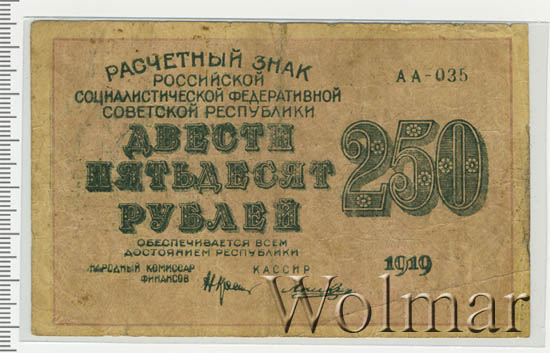 РАСЧЕТНЫЙ ЗНАК
РОССИЙСКОЙ
СОЦИАЛИСТИЧЕСКОЙ ФЕДЕРАТИВНОЙ
СОВЕТСКОЙ РЕСПУБЛИКИ
АА-035
ДВЕСТИ
ПЯТЬДЕСЯТ
РУБЛЕЙ
250
ОБЕСПЕЧИВАЕТСЯ ВСЕМ
ДОСТОЯНИЕМ РЕСПУБЛИКИ
НАРОДНЫЙ КОМИССАР
ФИНАНСОВ
КАССИР
1919
Wolmar